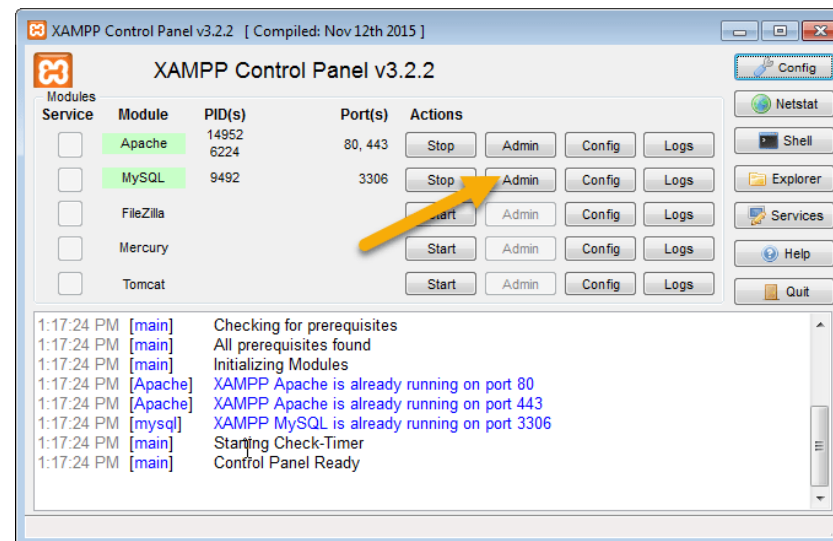 XAMPP Control Panel v3.2.2 [ Compiled: Nov 12th 2015 ]
XAMPP Control Panel v3.2.2
Config
Modules
Service Module PID(s) Port(s) Actions
Netstat
Apache 14952 6224 80, 443 Stop Admin Config Logs
Shell
MySQL 9492 3306 Stop Admin Config Logs
Explorer
FileZilla Start Admin Config Logs
Services
Mercury Start Admin Config Logs
Help
Tomcat Start Admin Config Logs
Quit
1:17:24 PM [main] Checking for prerequisites
1:17:24 PM [main] All prerequisites found
1:17:24 PM [main] Initializing Modules
1:17:24 PM [Apache] XAMPP Apache is already running on port 80
1:17:24 PM [Apache] XAMPP Apache is already running on port 443
1:17:24 PM [mysql] XAMPP MySQL is already running on port 3306
1:17:24 PM [main] Starting Check-Timer
1:17:24 PM [main] Control Panel Ready